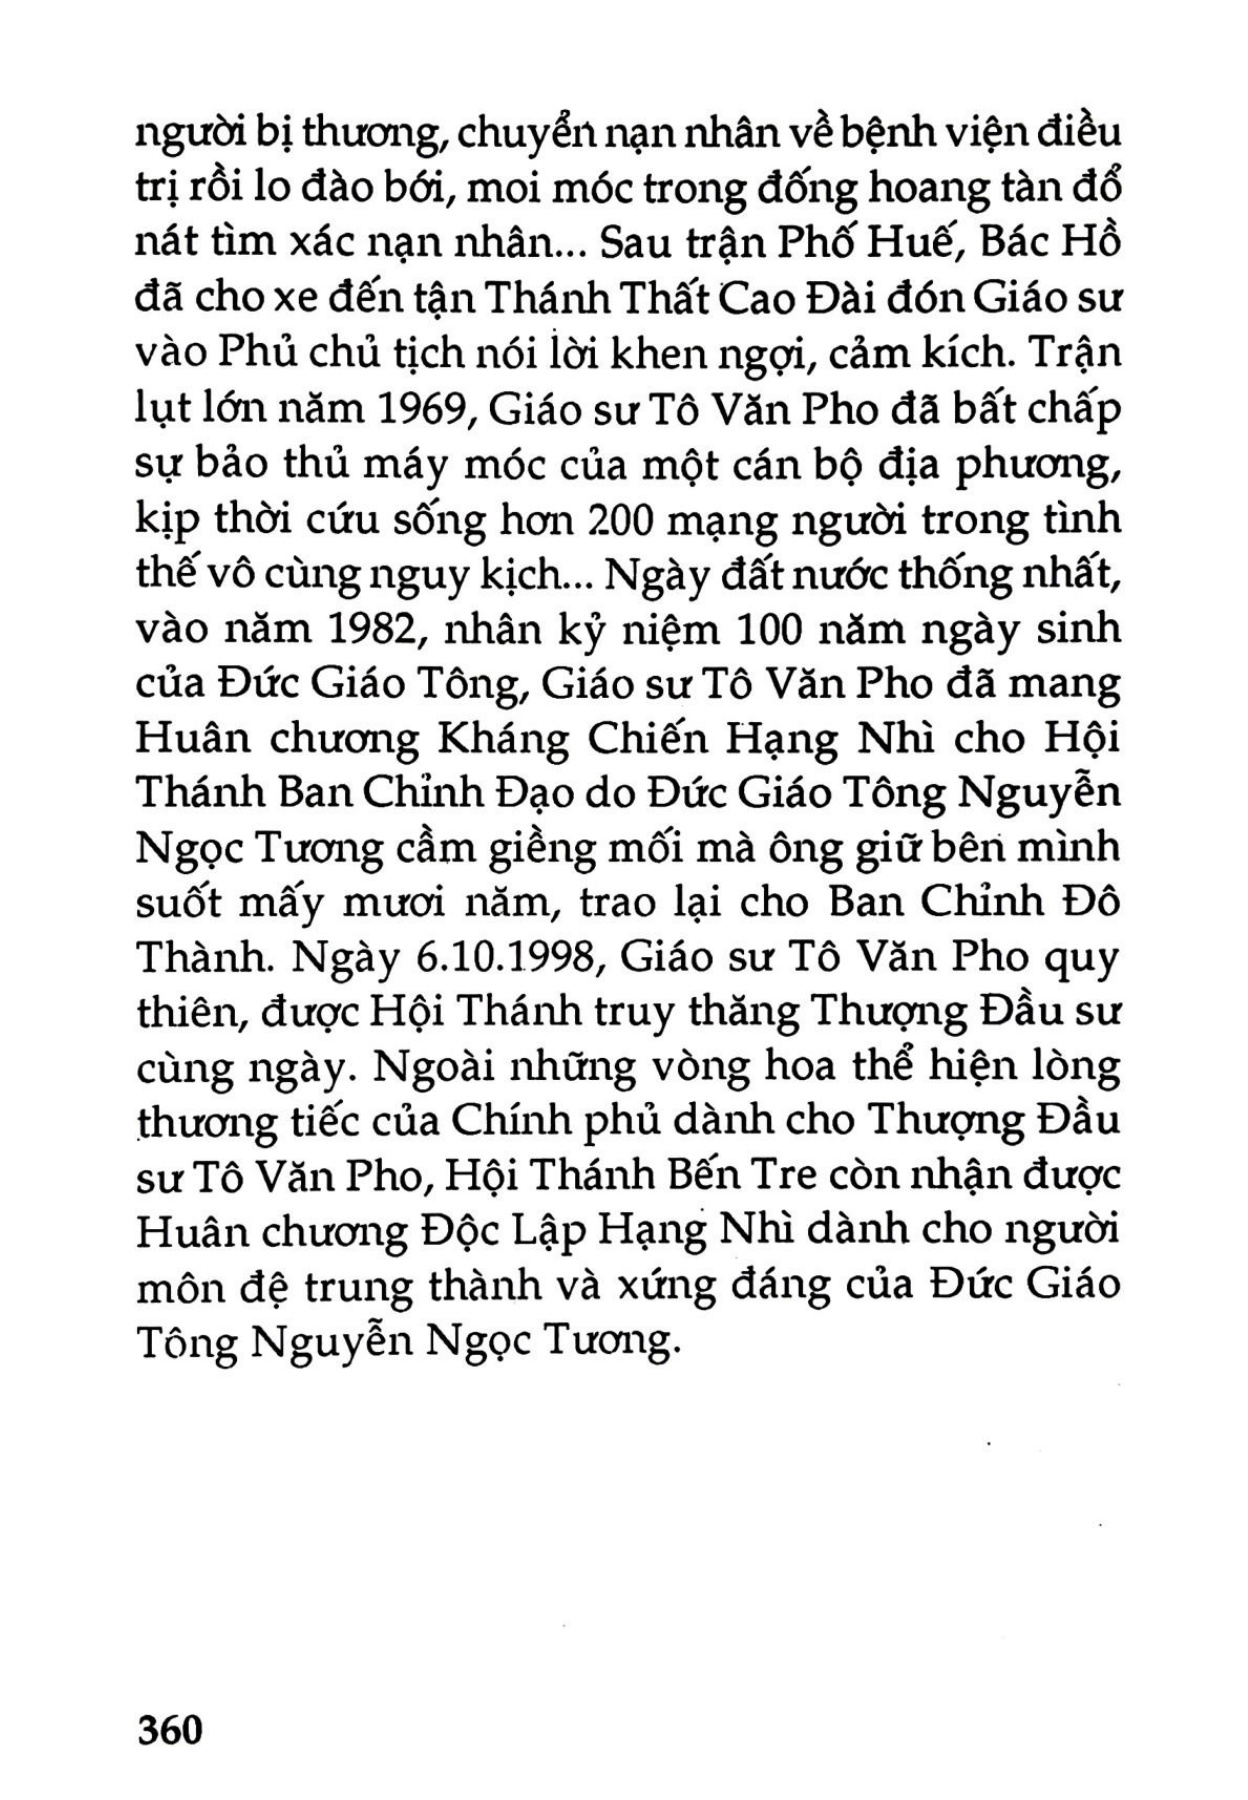 người bị thương, chuyển nạn nhân về bệnh viện điều
trị rồi lo đào bới, moi móc trong đống hoang tàn đổ
nát tìm xác nạn nhân... Sau trận Phố Huế, Bác Hồ
đã cho xe đến tận Thánh Thất Cao Đài đón Giáo sư
vào Phủ chủ tịch nói lời khen ngợi, cảm kích. Trận
lụt lớn năm 1969, Giáo sư Tô Văn Pho đã bất chấp
sự bảo thủ máy móc của một cán bộ địa phương,
kịp thời cứu sống hơn 200 mạng người trong tình
thế vô cùng nguy kịch... Ngày đất nước thống nhất,
vào năm 1982, nhân kỷ niệm 100 năm ngày sinh
của Đức Giáo Tông, Giáo sư Tô Văn Pho đã mang
Huân chương Kháng Chiến Hạng Nhì cho Hội
Thánh Ban Chỉnh Đạo do Đức Giáo Tông Nguyễn
Ngọc Tương cầm giềng mối mà ông giữ bên mình
suốt mấy mươi năm, trao lại cho Ban Chỉnh Đô
Thành. Ngày 6.10.1998, Giáo sư Tô Văn Pho quy
thiên, được Hội Thánh truy thăng Thượng Đầu sư
cùng ngày. Ngoài những vòng hoa thể hiện lòng
thương tiếc của Chính phủ dành cho Thượng Đầu
sư Tô Văn Pho, Hội Thánh Bến Tre còn nhận được
Huân chương Độc Lập Hạng Nhì dành cho người
môn đệ trung thành và xứng đáng của Đức Giáo
Tông Nguyễn Ngọc Tương.
360